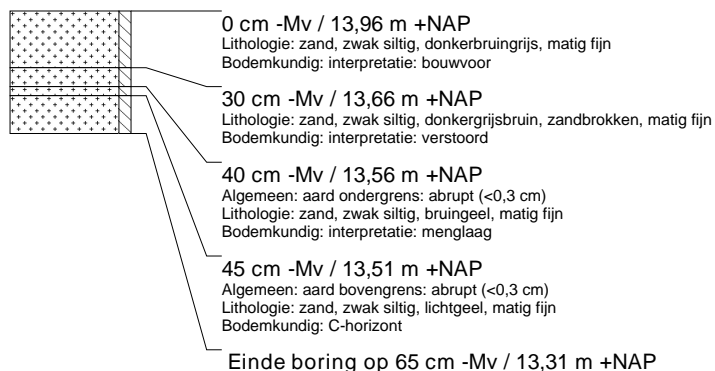 0 cm -Mv / 13,96 m +NAP
Lithologie: zand, zwak siltig, donkerbruingrijs, matig fijn
Bodemkundig: interpretatie: bouwvoor
30 cm -Mv / 13,66 m +NAP
Lithologie: zand, zwak siltig, donkergrijsbruin, zandbrokken, matig fijn
Bodemkundig: interpretatie: verstoord
40 cm -Mv / 13,56 m +NAP
Algemeen: aard ondergrens: abrupt (<0,3 cm)
Lithologie: zand, zwak siltig, bruingeel, matig fijn
Bodemkundig: interpretatie: menglaag
45 cm -Mv / 13,51 m +NAP
Algemeen: aard bovengrens: abrupt (<0,3 cm)
Lithologie: zand, zwak siltig, lichtgeel, matig fijn
Bodemkundig: C-horizont
Einde boring op 65 cm -Mv / 13,31 m +NAP